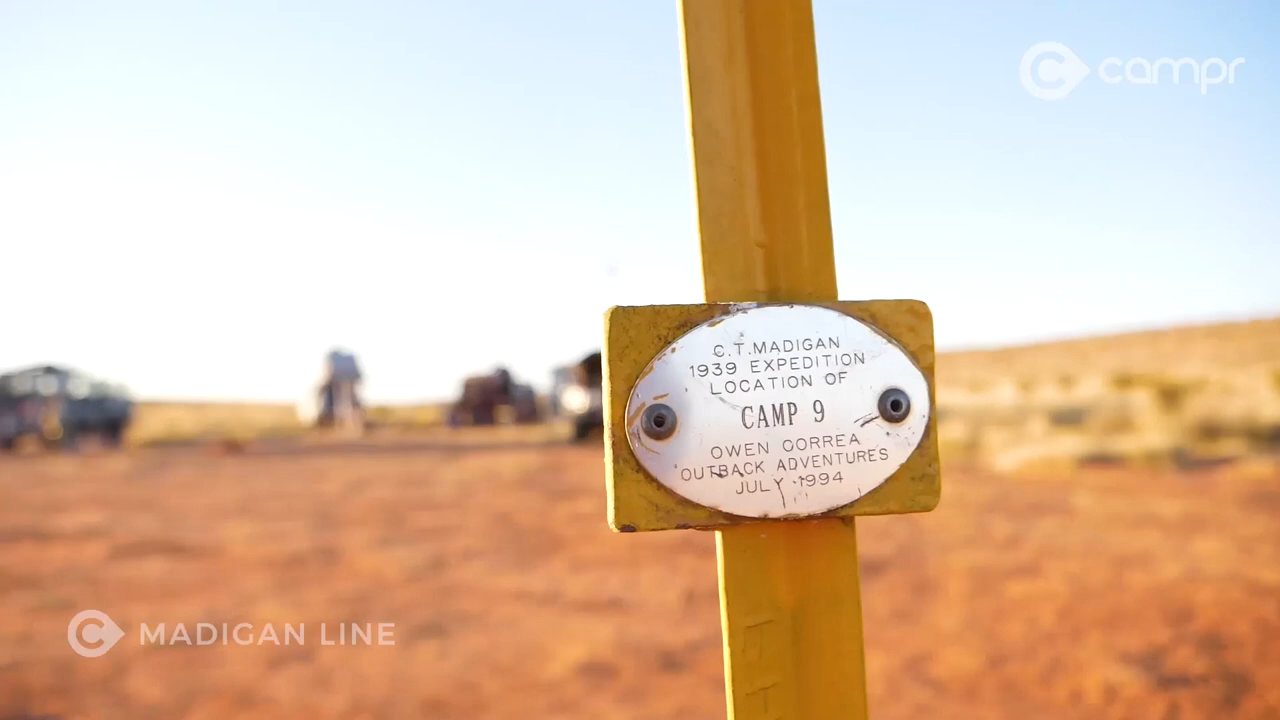 campr
C.T. MADIGAN
1939 EXPEDITION
LOCATION OF
CAMP 9
OWEN CORREA
OUTBACK ADVENTURES
JULY 1994
MADIGAN LINE